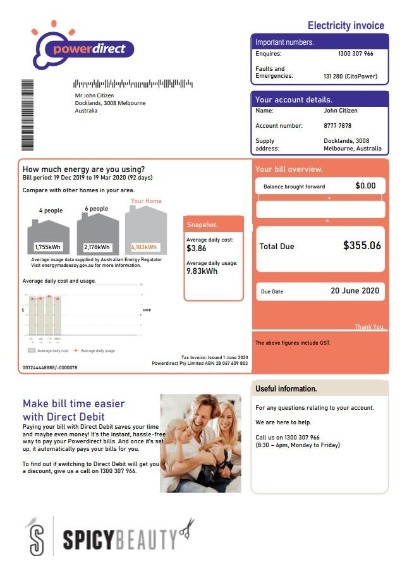 Electricity invoice
powerdirect
Important numbers.
Enquires: 1300 307 966
Faults and
Emergencies: 131 280 (CitoPower)
Mr John Citizen
Docklands, 3008 Melbourne
Australia
Your account details.
Name: John Citizen
Account number: 8777 7878
Supply
address:
Docklands, 3008
Melbourne, Australia
How much energy are you using?
Bill period: 19 Dec 2019 to 19 Mar 2020 (92 days)
Compare with other homes in your area.
4 people
6 people
Your Home
1,755kWh
2,178kWh
4,183kWh
Average usage data supplied by Australian Energy Regulator
Visit energymadeeasy.gov.au for more information.
Snapshot.
Average daily cost:
$3.86
Average daily usage:
9.83kWh
Average daily cost and usage.
Average daily cost
Average daily usage
Tax Invoice: Issued 1 June 2020
Your bill overview.
Balance brought forward $0.00
Total Due $355.06
Due Date 20 June 2020
Thank You.
The above figures include GST.
Make bill time easier
with Direct Debit
Paying your bill with Direct Debit saves your time
and maybe even money! It's the instant, hassle-free
way to pay your Powerdirect bills. And once it's set
up, it automatically pays your bills for you.
To find out if switching to Direct Debit will get you
a discount, give us a call on 1300 307 966.
Useful information.
For any questions relating to your account.
We are here to help.
Call us on 1300 307 966
(8:30 – 6pm, Monday to Friday)
SPICYBEAUTY